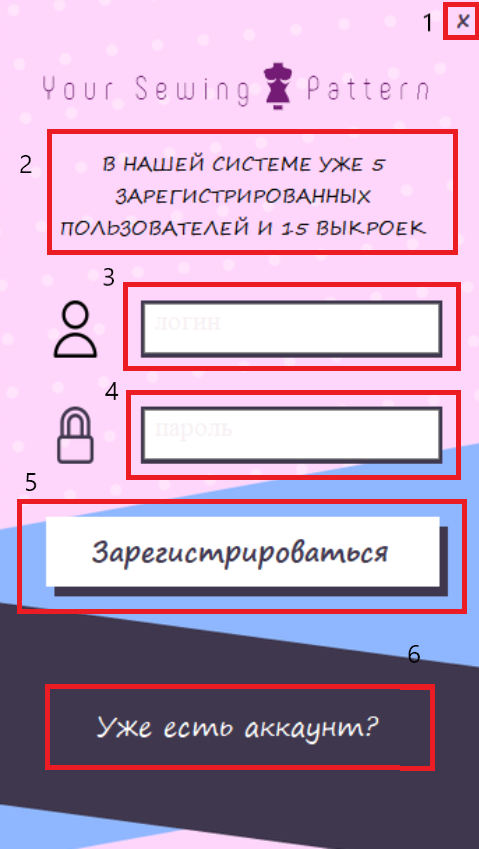 1
×
Your Sewing Pattern
2
В НАШЕЙ СИСТЕМЕ УЖЕ 5
ЗАРЕГИСТРИРОВАННЫХ
ПОЛЬЗОВАТЕЛЕЙ И 15 ВЫКРОЕК
3
логин
4
пароль
5
Зарегистрироваться
6
Уже есть аккаунт?